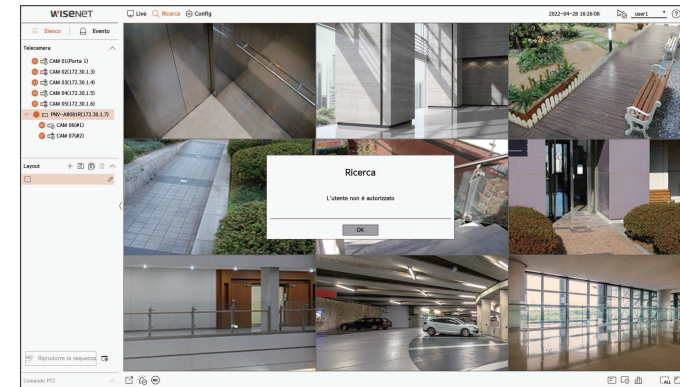 WISENET
Live Ricerca Config
2022-04-28 16:26:08 user1
Elenco Evento
Telecamera
CAM 01(Porta 1)
CAM 02(172.30.1.3)
CAM 03(172.30.1.4)
CAM 04(172.30.1.5)
CAM 05(172.30.1.6)
PNV-A8081R(172.30.1.7)
CAM 06(#1)
CAM 07(#2)
Layout
Ricerca
L'utente non è autorizzato
OK
Riprodurre la sequenza
Comando PTZ
ALL